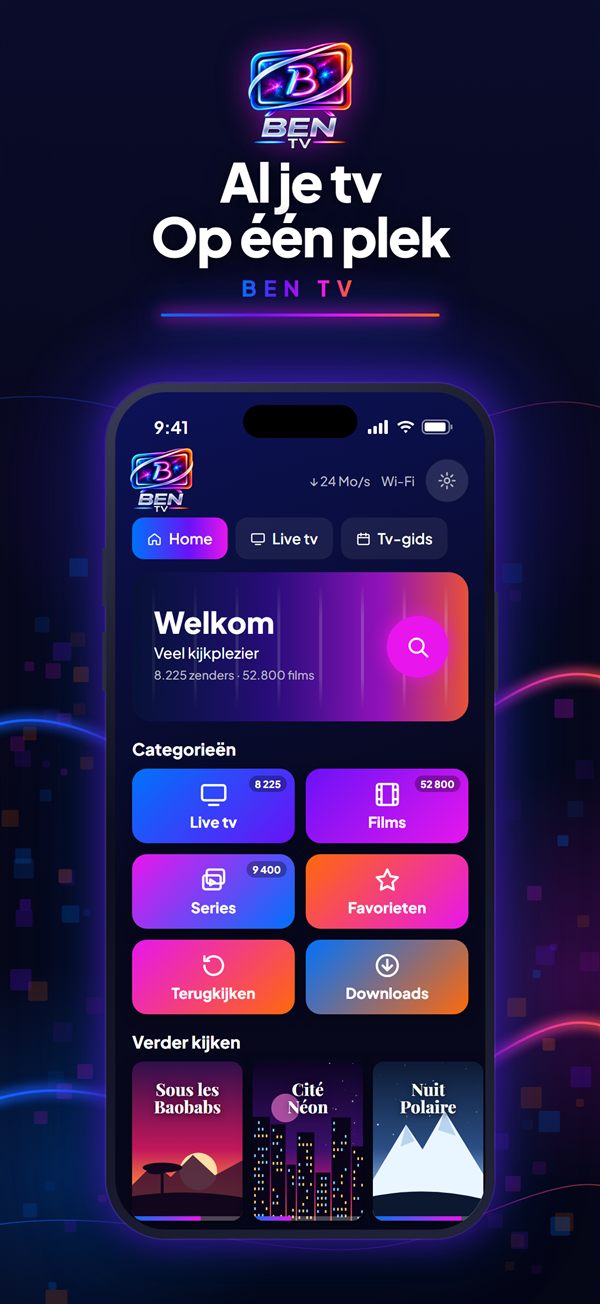 B
BEN
TV
Al je tv
Op één plek
BEN TV
9:41
B
BEN
TV
↓24 Mo/s Wi-Fi
Home Live tv Tv-gids
Welkom
Veel kijkplezier
8.225 zenders · 52.800 films
Categorieën
8 225 52 800
Live tv Films
9 400
Series Favorieten
Terugkijken Downloads
Verder kijken
Sous les Cité Nuit
Baobabs Néon Polaire